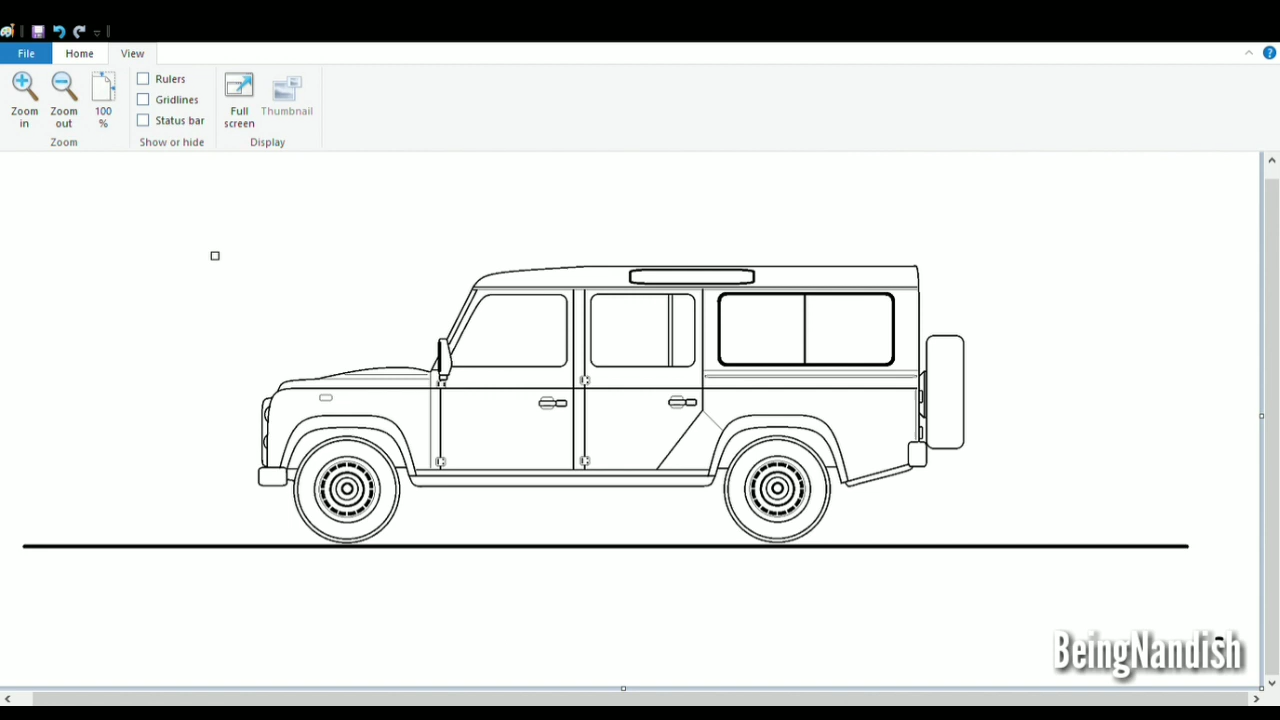 File Home View
Zoom in
Zoom out
100 %
Rulers
Gridlines
Status bar
Full screen
Thumbnail
Zoom
Show or hide
Display
BeingNandish